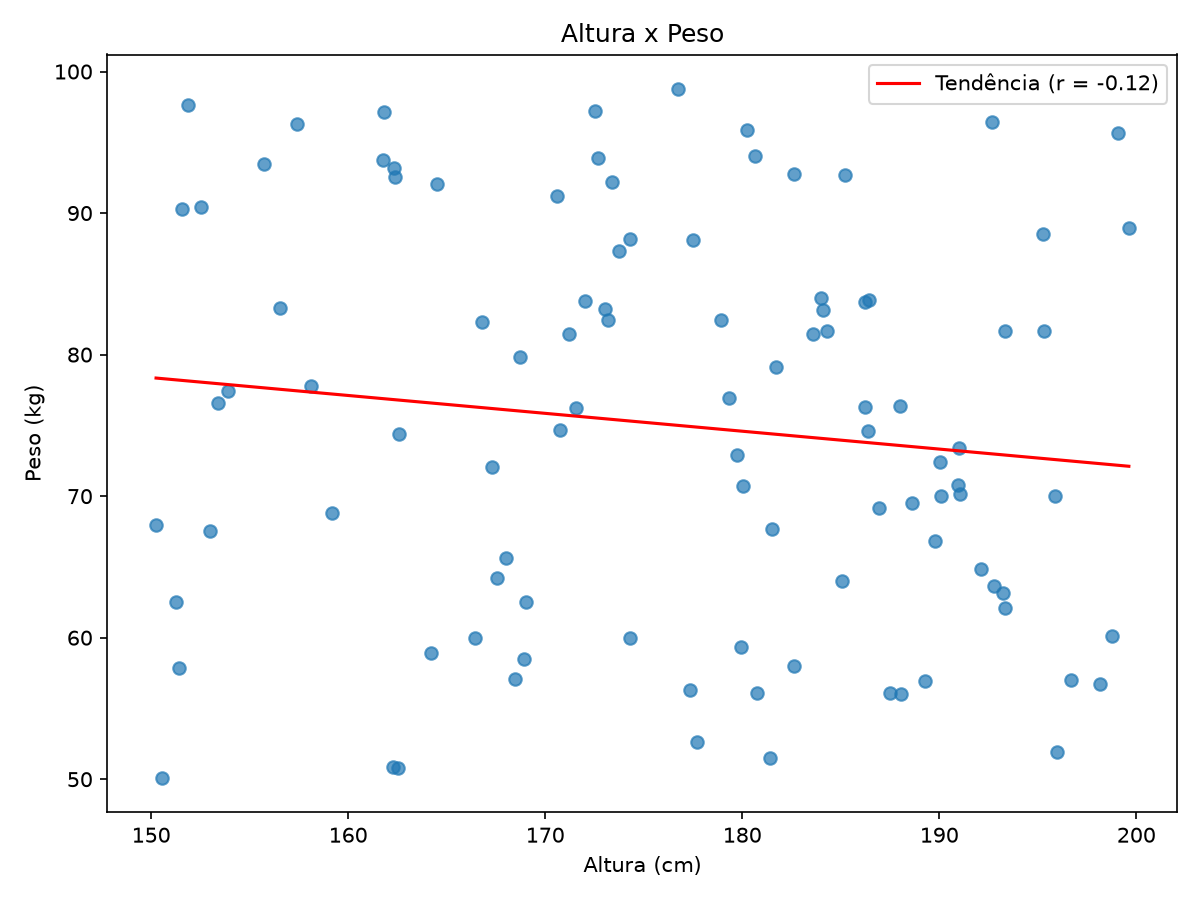 Altura x Peso
Tendência (r = -0.12)
100
90
80
70
60
50
Peso (kg)
150 160 170 180 190 200
Altura (cm)